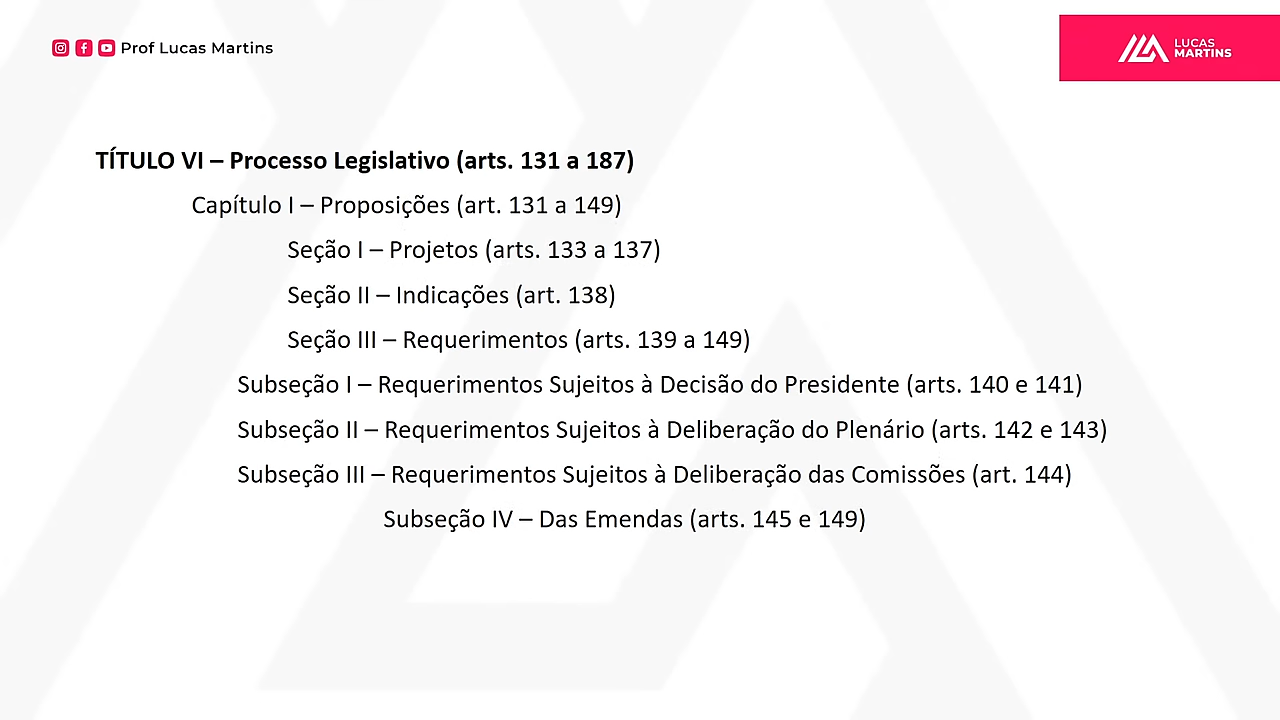 Prof Lucas Martins
LUCAS
MARTINS
TÍTULO VI – Processo Legislativo (arts. 131 a 187)
Capítulo I – Proposições (art. 131 a 149)
Seção I – Projetos (arts. 133 a 137)
Seção II – Indicações (art. 138)
Seção III – Requerimentos (arts. 139 a 149)
Subseção I – Requerimentos Sujeitos à Decisão do Presidente (arts. 140 e 141)
Subseção II – Requerimentos Sujeitos à Deliberação do Plenário (arts. 142 e 143)
Subseção III – Requerimentos Sujeitos à Deliberação das Comissões (art. 144)
Subseção IV – Das Emendas (arts. 145 e 149)